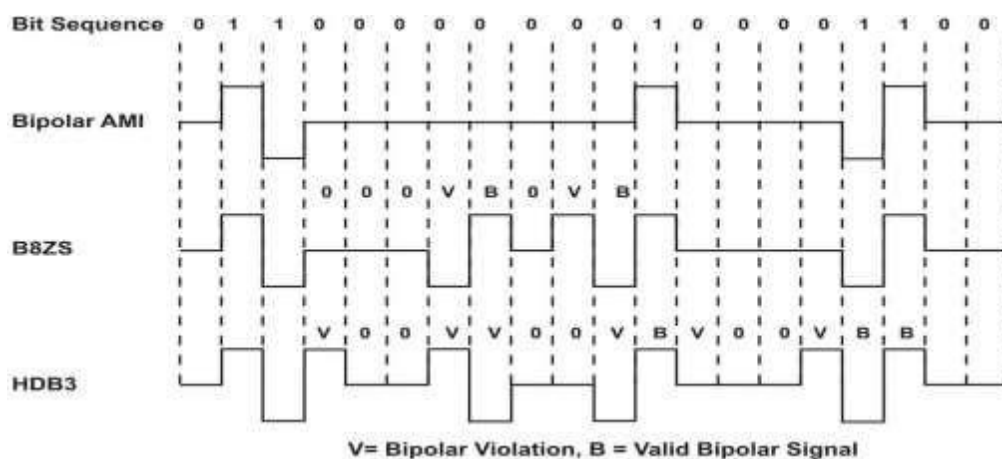 Bit Sequence 0 1 1 0 0 0 0 0 0 0 0 1 0 0 0 0 1 1 0 0
Bipolar AMI
0 0 0 V B 0 V B
B8ZS
V 0 0 V V 0 0 V B V 0 0 V B B
HDB3
V= Bipolar Violation, B = Valid Bipolar Signal